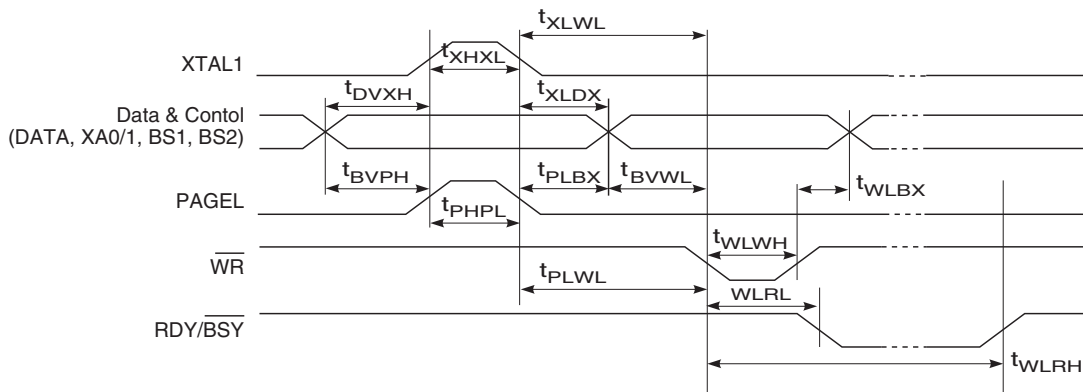 tXLWL
XTAL1
tXHXL
tDVXH
tXLDX
Data & Contol
(DATA, XA0/1, BS1, BS2)
tBVPH
tPLBX
tBVWL
tWLBX
PAGEL
tPHPL
tWLWH
WR
tPLWL
WLRL
RDY/BSY
tWLRH